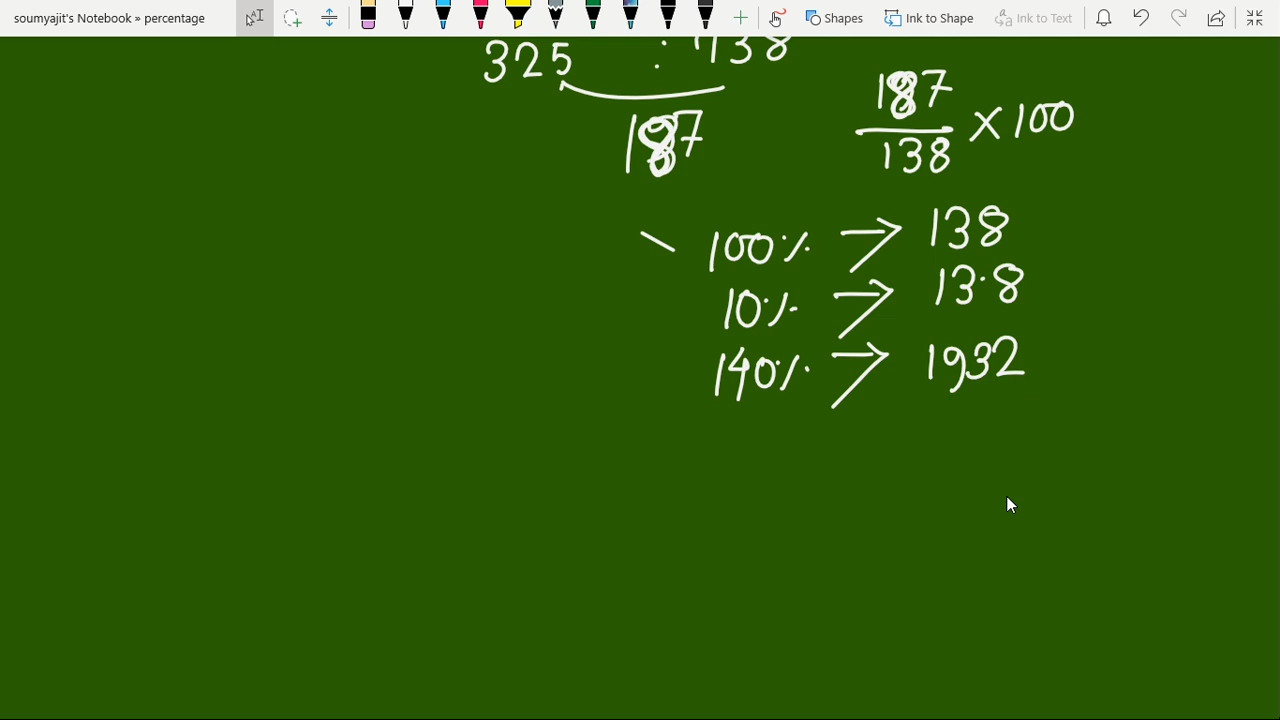 soumyajit's Notebook » percentage
Shapes
Ink to Shape
Ink to Text
325 : 138
187
187
138 × 100
100% → 138
10% → 13.8
140% → 1932